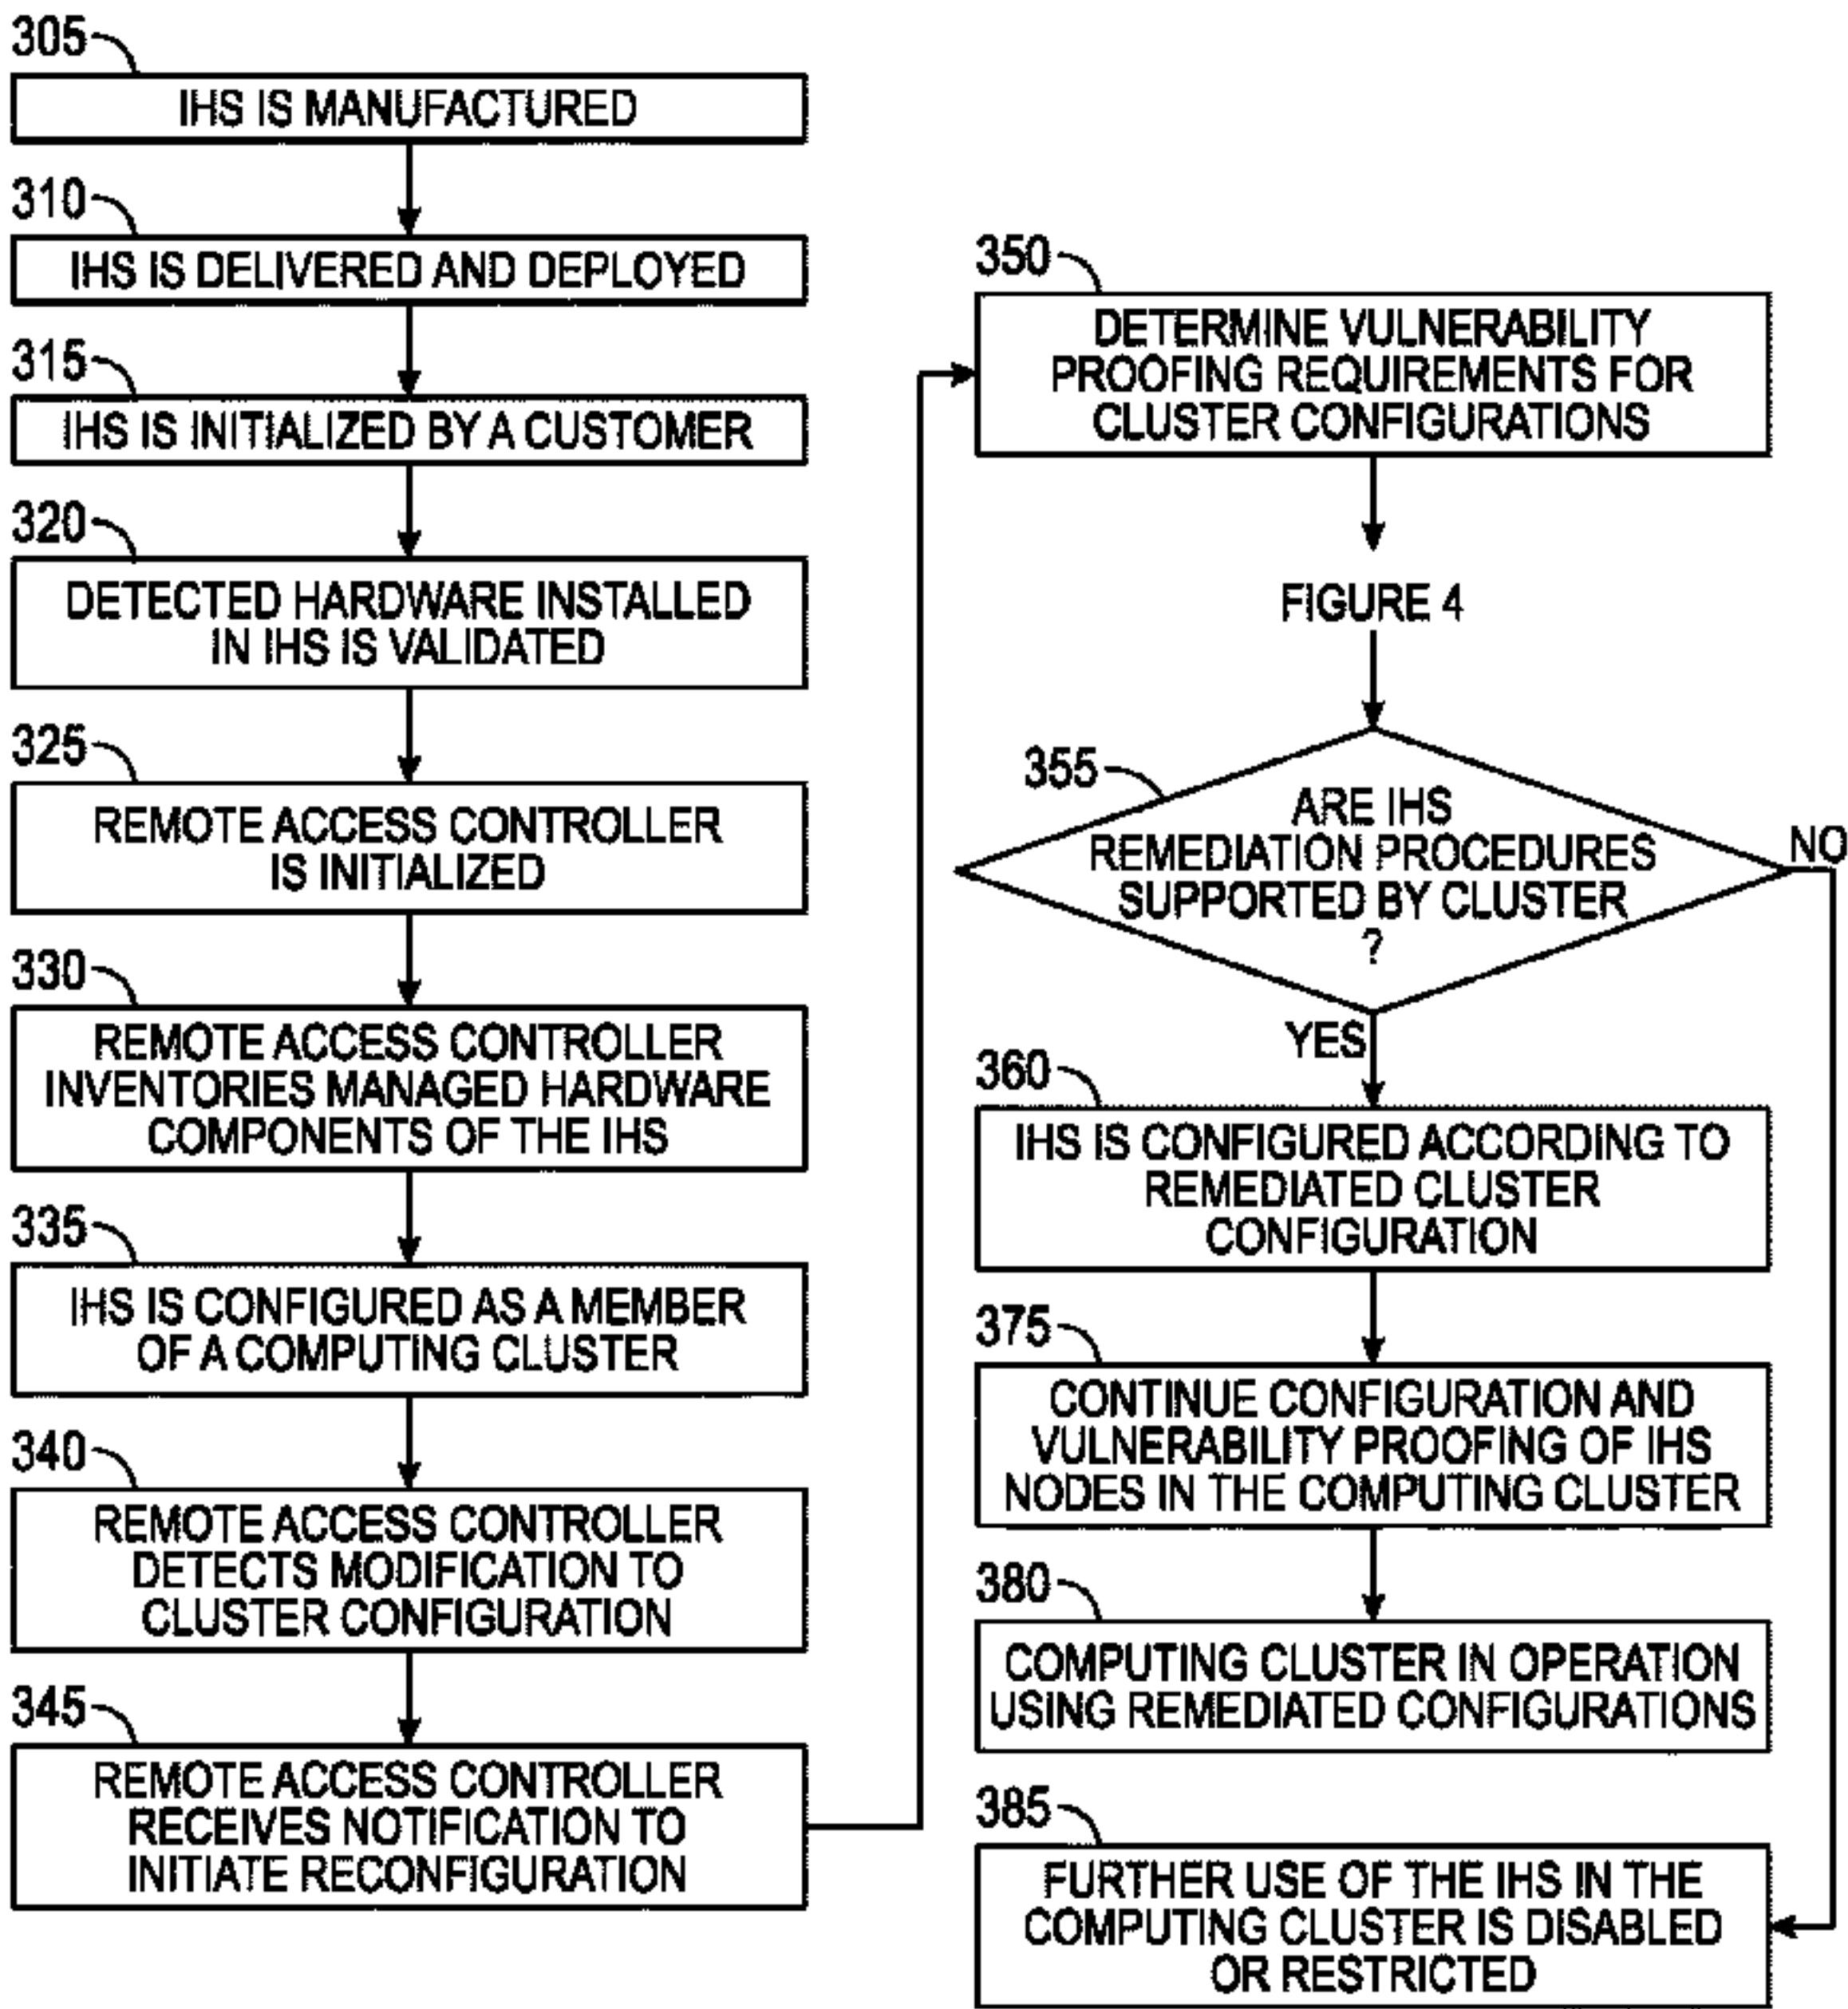 305
IHS IS MANUFACTURED
310
IHS IS DELIVERED AND DEPLOYED
315
IHS IS INITIALIZED BY A CUSTOMER
320
DETECTED HARDWARE INSTALLED
IN IHS IS VALIDATED
325
REMOTE ACCESS CONTROLLER
IS INITIALIZED
330
REMOTE ACCESS CONTROLLER
INVENTORIES MANAGED HARDWARE
COMPONENTS OF THE IHS
335
IHS IS CONFIGURED AS A MEMBER
OF A COMPUTING CLUSTER
340
REMOTE ACCESS CONTROLLER
DETECTS MODIFICATION TO
CLUSTER CONFIGURATION
345
REMOTE ACCESS CONTROLLER
RECEIVES NOTIFICATION TO
INITIATE RECONFIGURATION
350
DETERMINE VULNERABILITY
PROOFING REQUIREMENTS FOR
CLUSTER CONFIGURATIONS
FIGURE 4
355
ARE IHS
REMEDIATION PROCEDURES
SUPPORTED BY CLUSTER
?
NO
YES
360
IHS IS CONFIGURED ACCORDING TO
REMEDIATED CLUSTER
CONFIGURATION
375
CONTINUE CONFIGURATION AND
VULNERABILITY PROOFING OF IHS
NODES IN THE COMPUTING CLUSTER
380
COMPUTING CLUSTER IN OPERATION
USING REMEDIATED CONFIGURATIONS
385
FURTHER USE OF THE IHS IN THE
COMPUTING CLUSTER IS DISABLED
OR RESTRICTED